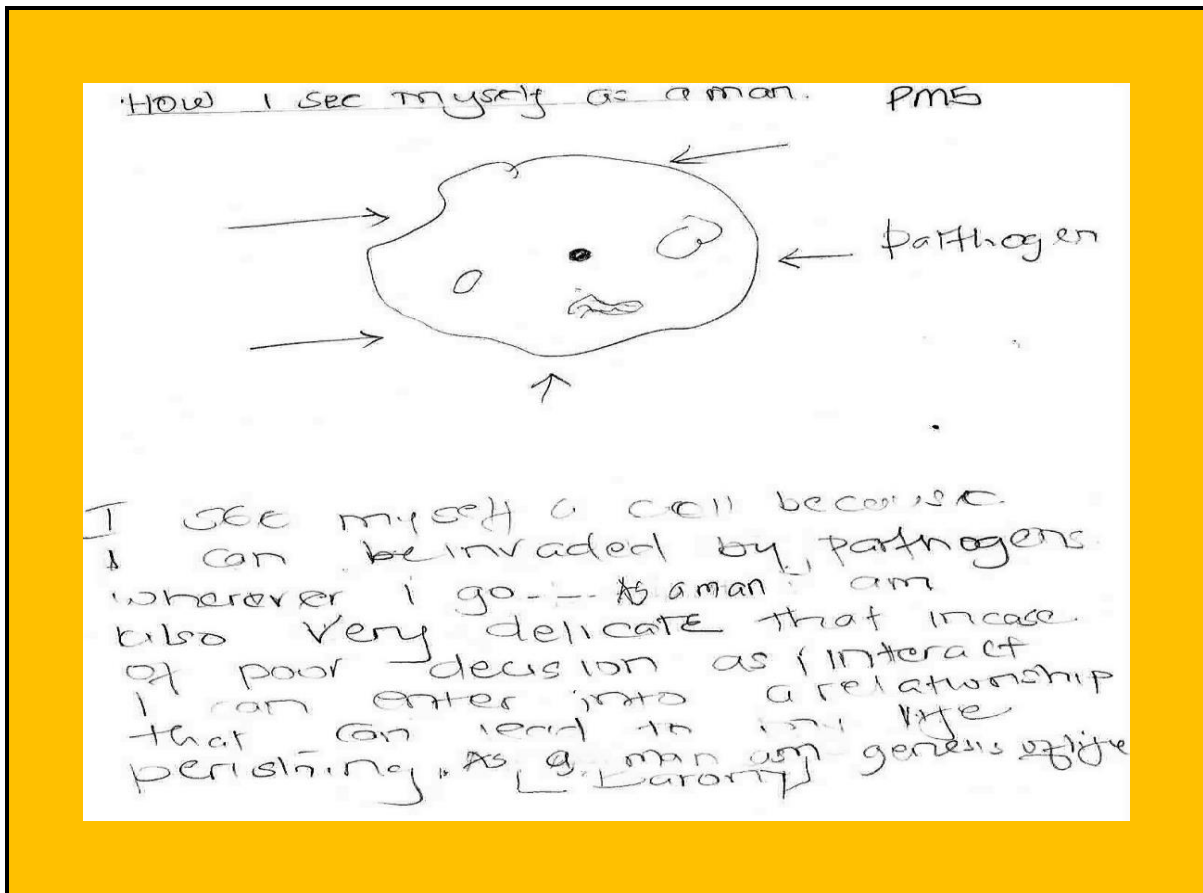 How I see myself as a man. PM5
parthogen
I see myself a cell because
I can be invaded by parthogens
wherever i go --- As a man am
also very delicate that incase
of poor decision as i interact
I can enter into a relationship
that can lead to my life
perishing. As a man am genesis of life